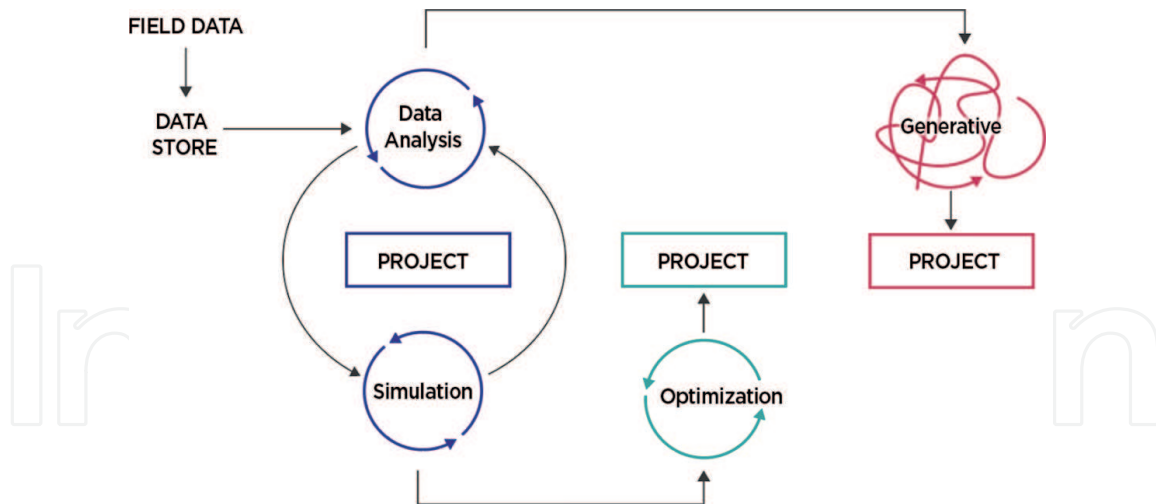 FIELD DATA
DATA
STORE
Data
Analysis
Generative
PROJECT
PROJECT
PROJECT
Simulation
Optimization